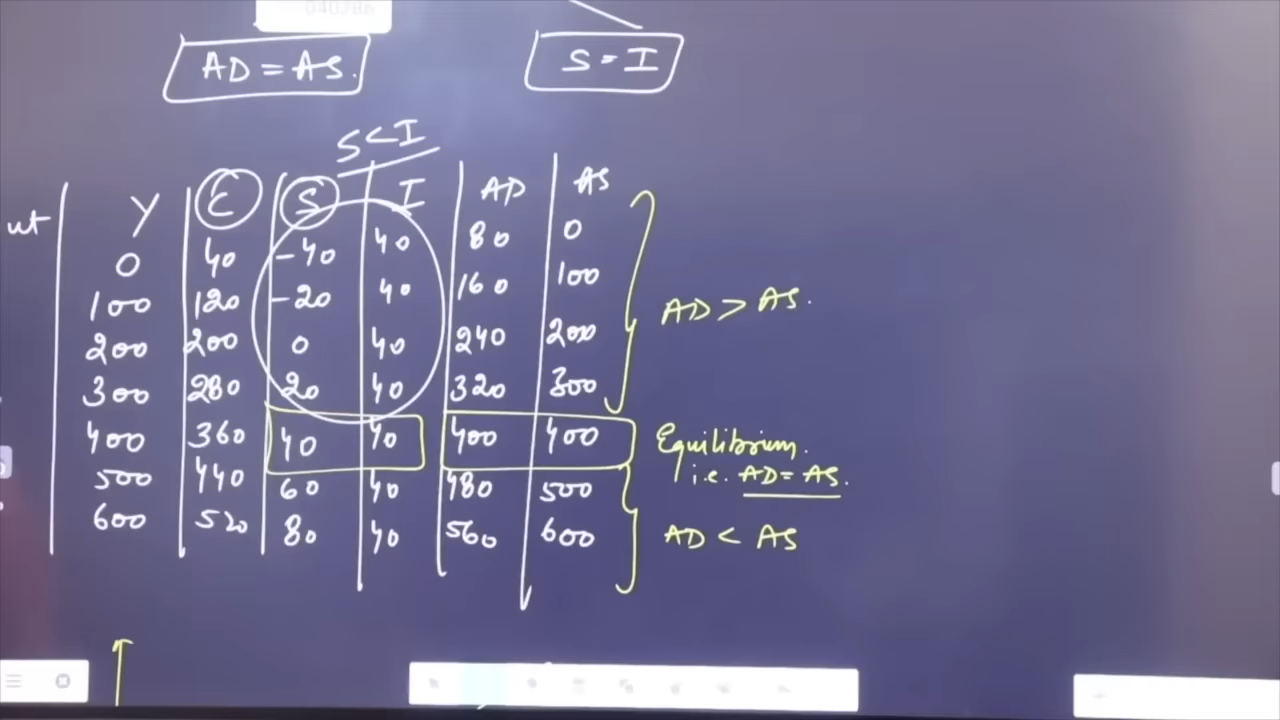 040286
AD = AS.
S = I
S < I
Y C S I AD AS
ut 0 40 -40 40 80 0
100 120 -20 40 160 100
200 200 0 40 240 200
300 280 20 40 320 300
AD > AS.
400 360 40 40 400 400 Equilibrium.
i.e. AD = AS.
500 440 60 40 480 500
600 520 80 40 560 600
AD < AS